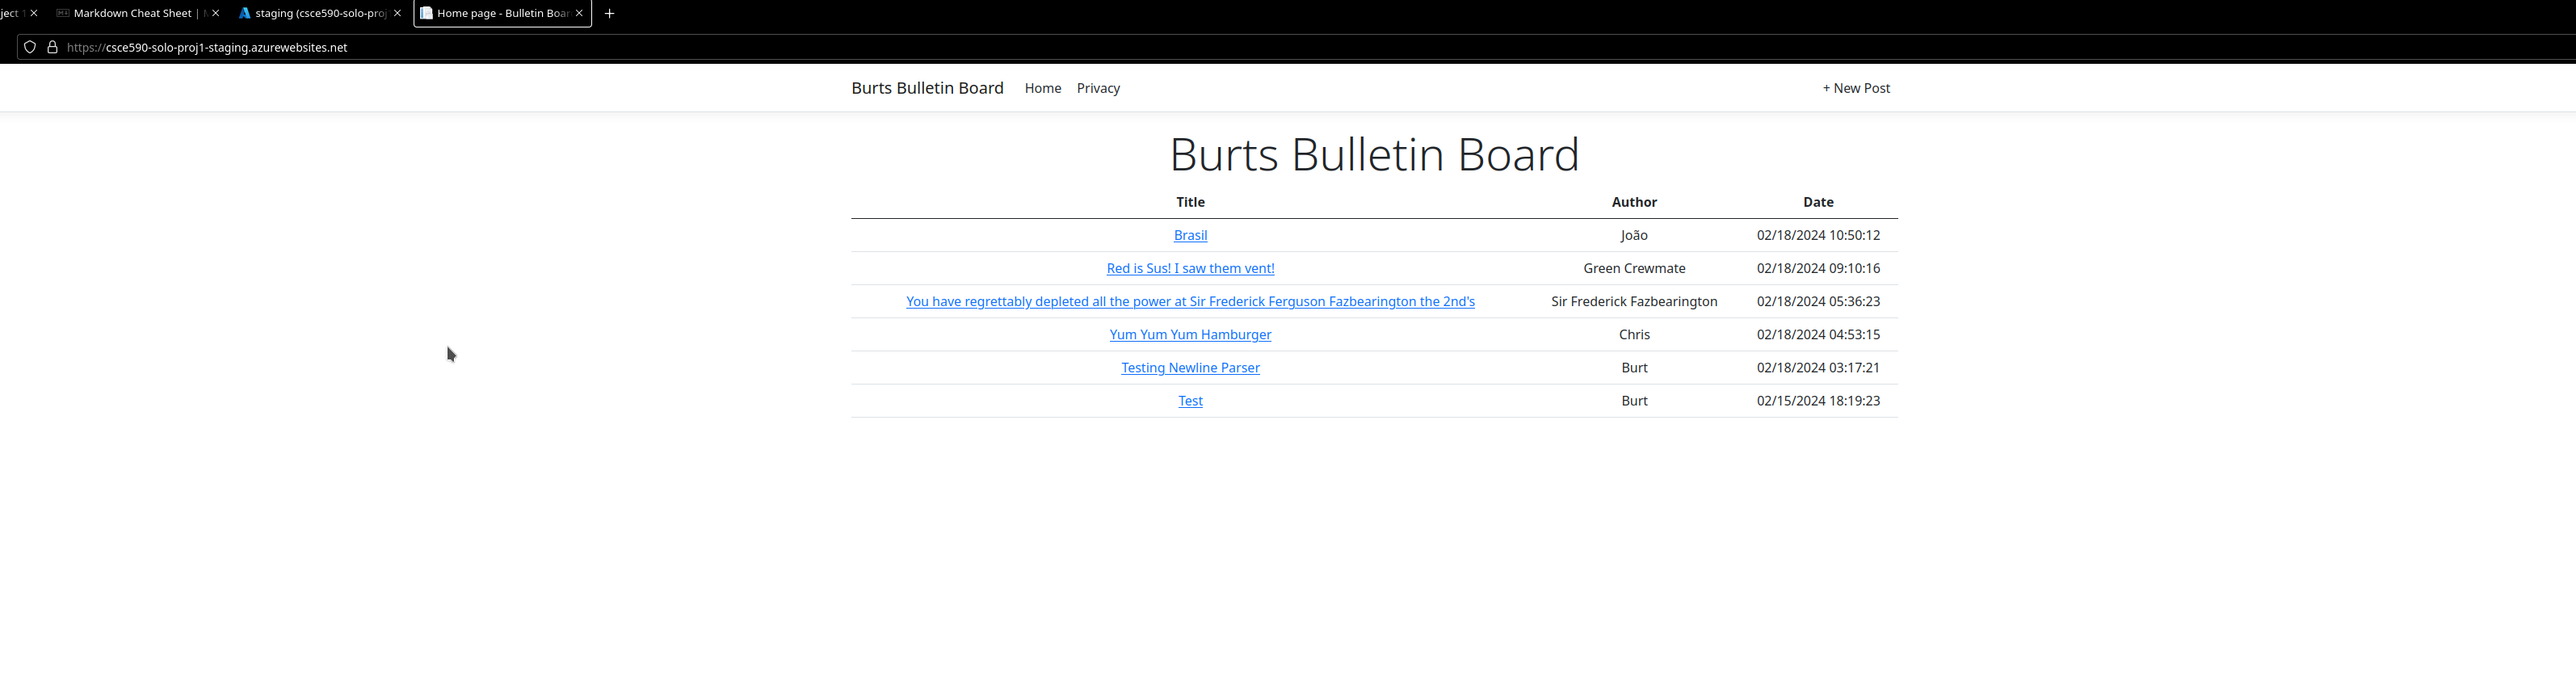 ject 1
Markdown Cheat Sheet |
staging (csce590-solo-proj
Home page - Bulletin Boar
https://csce590-solo-proj1-staging.azurewebsites.net
Burts Bulletin Board Home Privacy + New Post
Burts Bulletin Board
Title Author Date
Brasil João 02/18/2024 10:50:12
Red is Sus! I saw them vent! Green Crewmate 02/18/2024 09:10:16
You have regrettably depleted all the power at Sir Frederick Ferguson Fazbearington the 2nd's Sir Frederick Fazbearington 02/18/2024 05:36:23
Yum Yum Yum Hamburger Chris 02/18/2024 04:53:15
Testing Newline Parser Burt 02/18/2024 03:17:21
Test Burt 02/15/2024 18:19:23